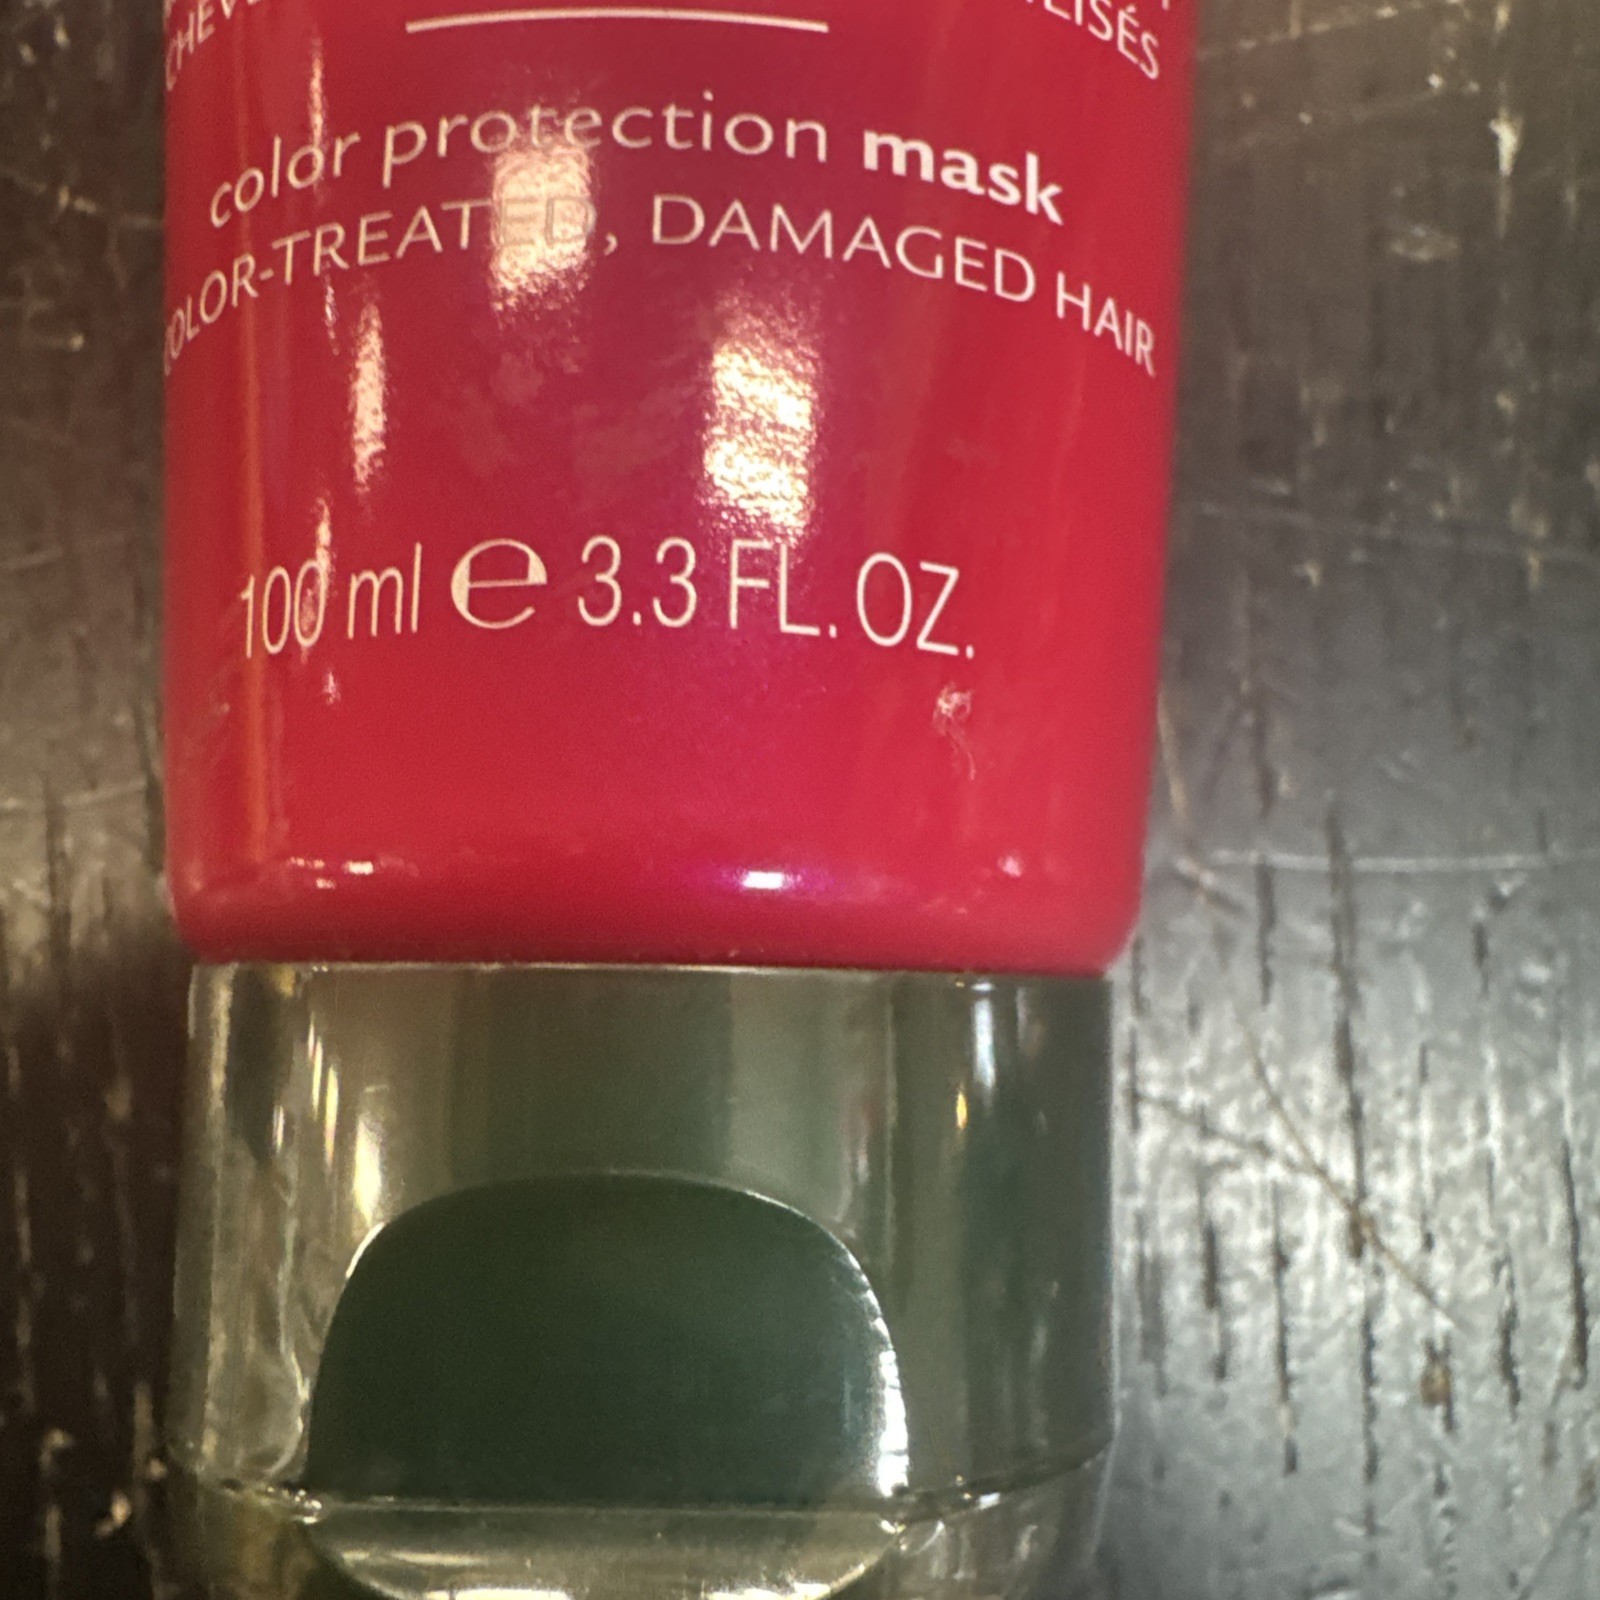 color protection mask
COLOR-TREATED, DAMAGED HAIR
100 ml e 3.3 FL. OZ.